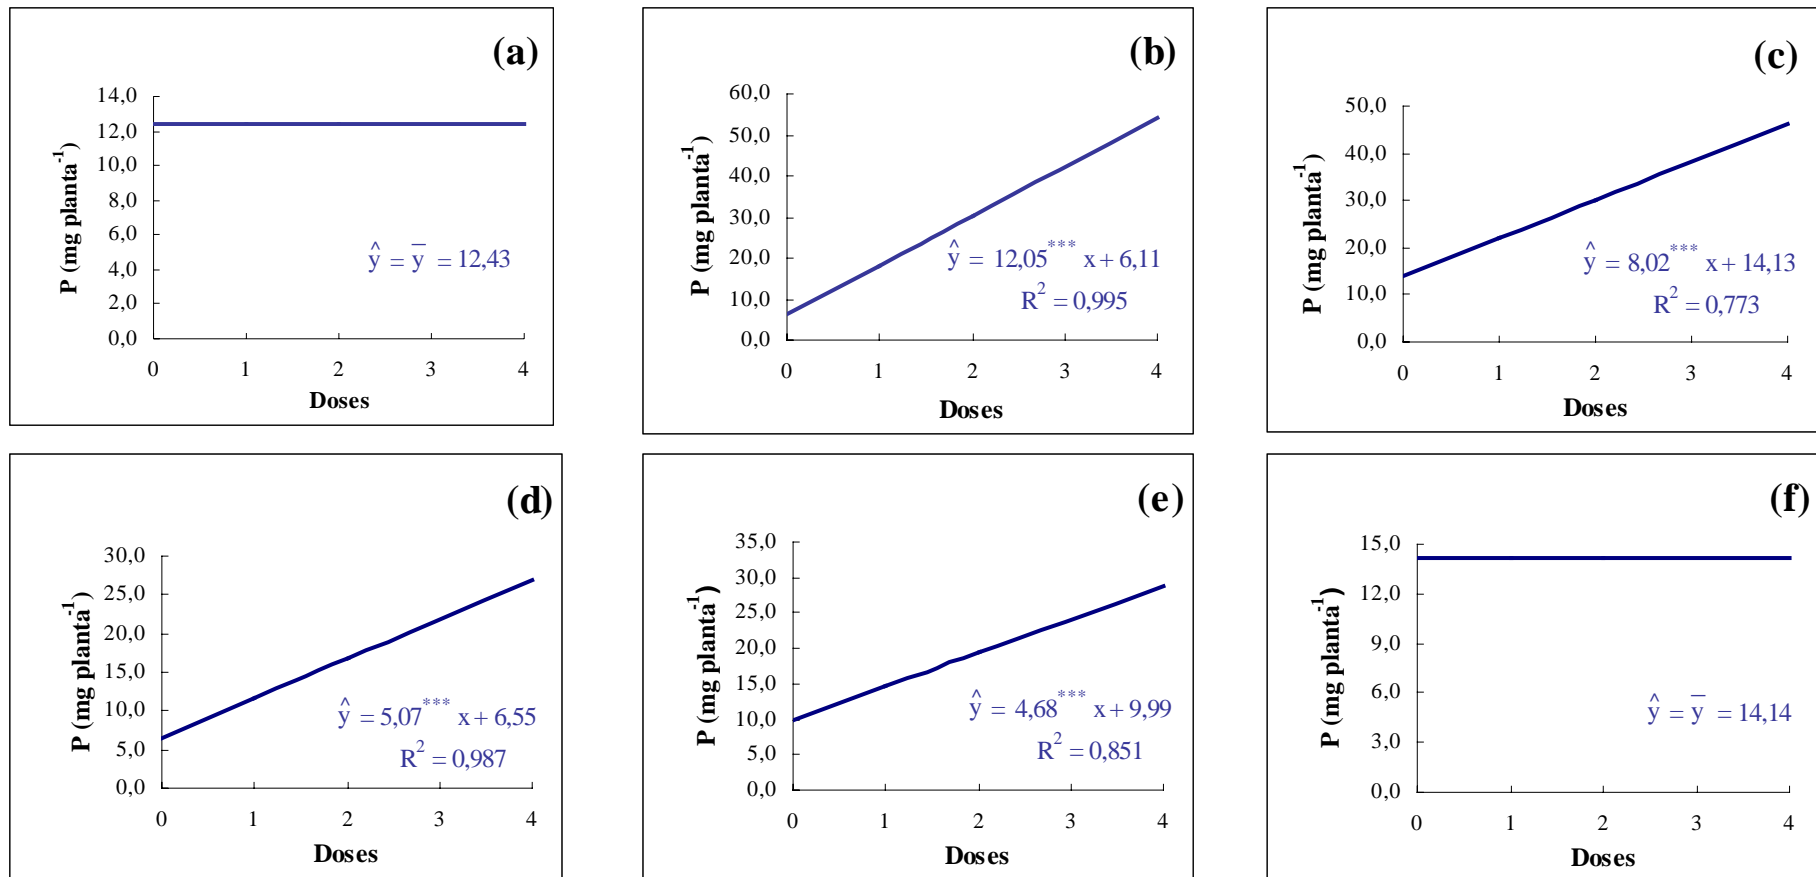 (a)
P (mg planta⁻¹)
14,0
12,0
10,0
8,0
6,0
4,0
2,0
0,0
ŷ = y̅ = 12,43
0 1 2 3 4
Doses
(b)
P (mg planta⁻¹)
60,0
50,0
40,0
30,0
20,0
10,0
0,0
ŷ = 12,05*** x + 6,11
R² = 0,995
0 1 2 3 4
Doses
(c)
P (mg planta⁻¹)
50,0
40,0
30,0
20,0
10,0
0,0
ŷ = 8,02*** x + 14,13
R² = 0,773
0 1 2 3 4
Doses
(d)
P (mg planta⁻¹)
30,0
25,0
20,0
15,0
10,0
5,0
0,0
ŷ = 5,07*** x + 6,55
R² = 0,987
0 1 2 3 4
Doses
(e)
P (mg planta⁻¹)
35,0
30,0
25,0
20,0
15,0
10,0
5,0
0,0
ŷ = 4,68*** x + 9,99
R² = 0,851
0 1 2 3 4
Doses
(f)
P (mg planta⁻¹)
15,0
12,0
9,0
6,0
3,0
0,0
ŷ = y̅ = 14,14
0 1 2 3 4
Doses